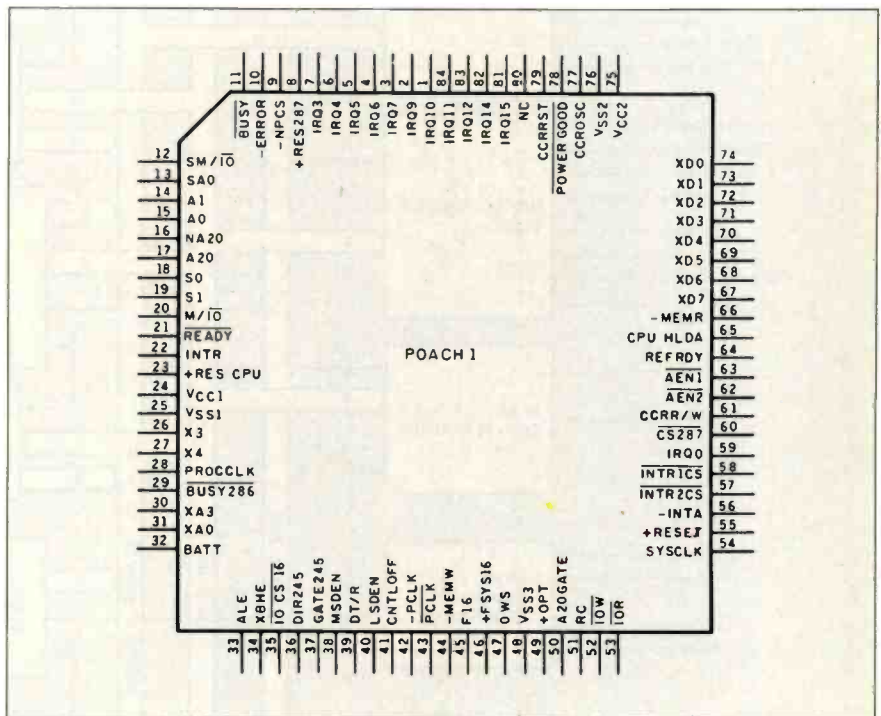 11 10 9 8 7 6 5 4 3 2 1 84 83 82 81 80 79 78 77 76 75
BUSY
-ERROR
-NPCS
+RES287
IRQ3
IRQ4
IRQ5
IRQ6
IRQ7
IRQ9
IRQ10
IRQ11
IRQ12
IRQ14
IRQ15
NC
CCRRST
POWER GOOD
CCROSC
VSS2
VCC2
12 SM/IO
13 SA0
14 A1
15 A0
16 NA20
17 A20
18 S0
19 S1
20 M/IO
21 READY
22 INTR
23 +RES CPU
24 VCC1
25 VSS1
26 X3
27 X4
28 PROCCLK
29 BUSY286
30 XA3
31 XA0
32 BATT
POACH 1
XD0 74
XD1 73
XD2 72
XD3 71
XD4 70
XD5 69
XD6 68
XD7 67
-MEMR 66
CPU HLDA 65
REFRDY 64
AEN1 63
AEN2 62
CCRR/W 61
CS287 60
IRQ0 59
INTR1CS 58
INTR2CS 57
-INTA 56
+RESET 55
SYSCLK 54
ALE
XBHE
IO CS 16
DIR245
GATE245
MSDEN
DT/R
LSDEN
CNTLOFF
-PCLK
PCLK
-MEMW
F16
+FSYS16
OWS
VSS3
+OPT
A20GATE
RC
IOW
IOR
33 34 35 36 37 38 39 40 41 42 43 44 45 46 47 48 49 50 51 52 53